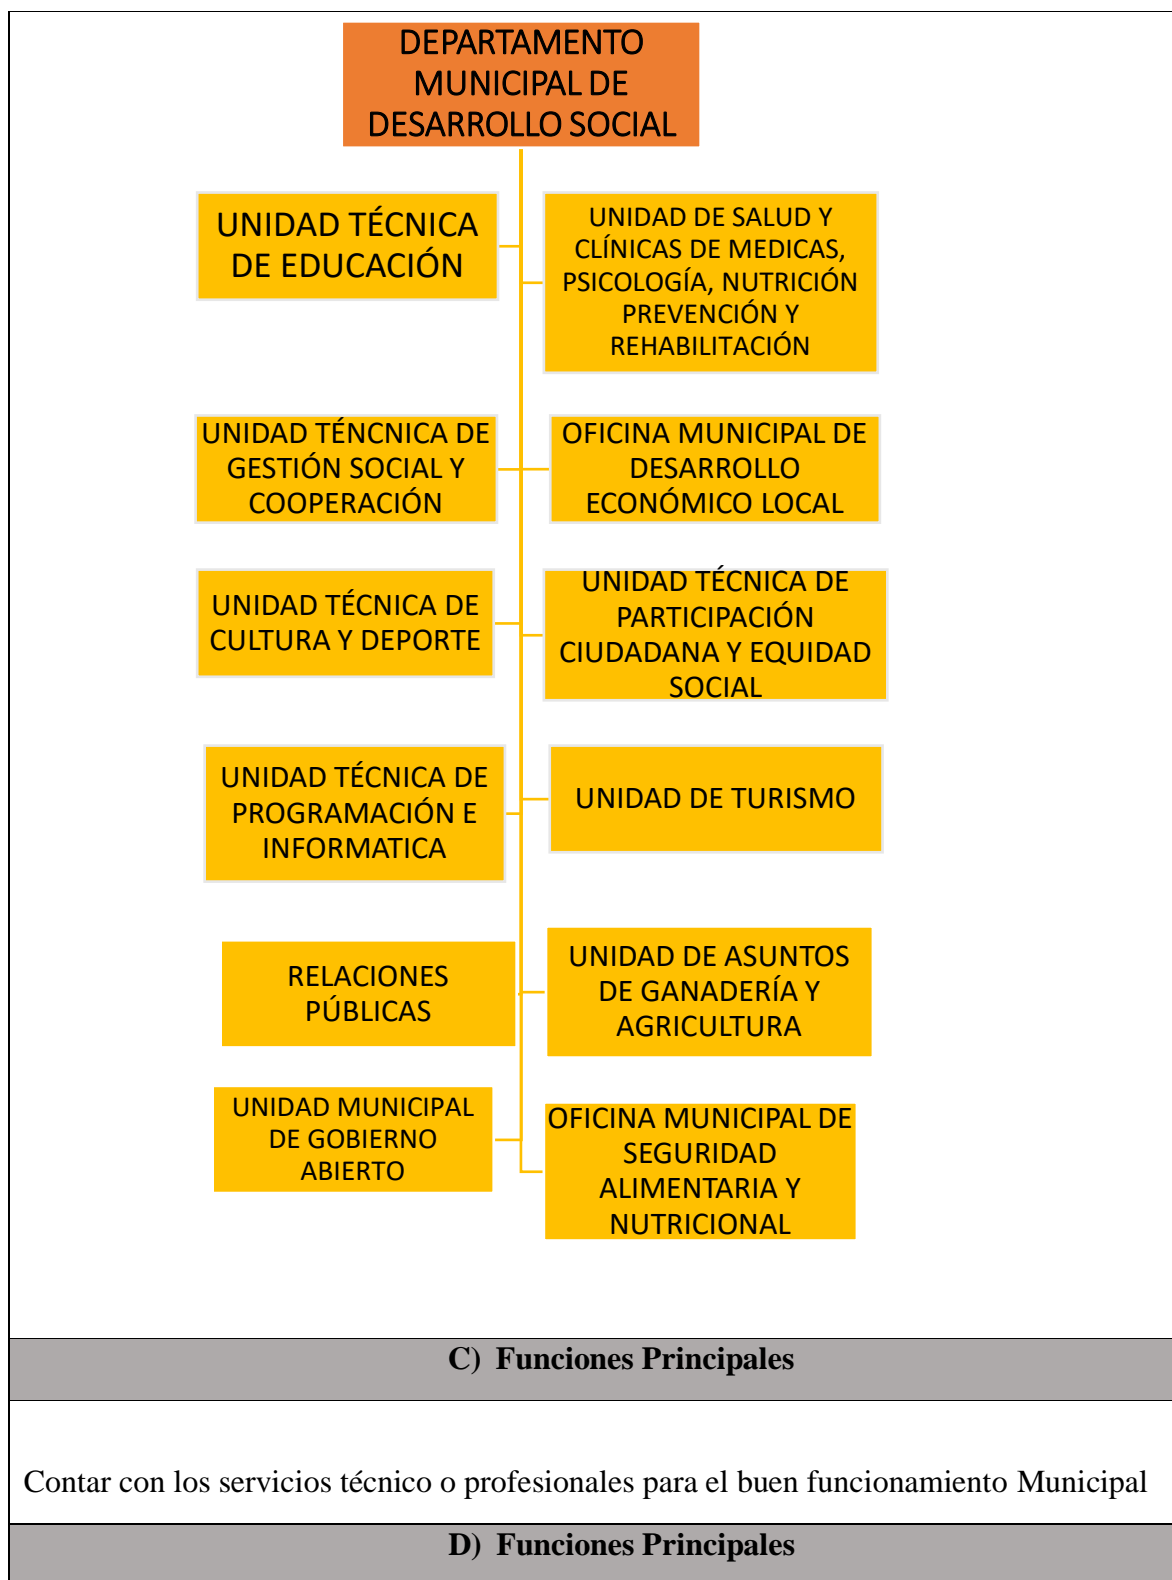 DEPARTAMENTO
MUNICIPAL DE
DESARROLLO SOCIAL
UNIDAD TÉCNICA
DE EDUCACIÓN
UNIDAD DE SALUD Y
CLÍNICAS DE MEDICAS,
PSICOLOGÍA, NUTRICIÓN
PREVENCIÓN Y
REHABILITACIÓN
UNIDAD TÉNCNICA DE
GESTIÓN SOCIAL Y
COOPERACIÓN
OFICINA MUNICIPAL DE
DESARROLLO
ECONÓMICO LOCAL
UNIDAD TÉCNICA DE
CULTURA Y DEPORTE
UNIDAD TÉCNICA DE
PARTICIPACIÓN
CIUDADANA Y EQUIDAD
SOCIAL
UNIDAD TÉCNICA DE
PROGRAMACIÓN E
INFORMATICA
UNIDAD DE TURISMO
RELACIONES
PÚBLICAS
UNIDAD DE ASUNTOS
DE GANADERÍA Y
AGRICULTURA
UNIDAD MUNICIPAL
DE GOBIERNO
ABIERTO
OFICINA MUNICIPAL DE
SEGURIDAD
ALIMENTARIA Y
NUTRICIONAL
C) Funciones Principales
Contar con los servicios técnico o profesionales para el buen funcionamiento Municipal
D) Funciones Principales